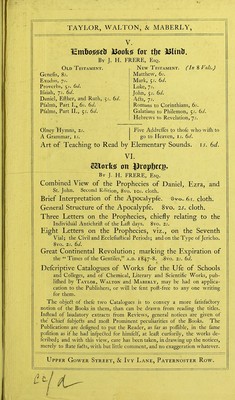 TAYLOR, WALTON, & MABERLY,
V.
Embossed Books for the Blind.
By J. H. FRERE, Esq.
Old Testament.
Genesis, 8s.
Exodus, 7s.
Proverbs, 5s. 6d.
Isaiah, 7s. 6d.
Daniel, Esther, and Ruth, 5s. 6d.
Psalms, Part I., 6s. 6d.
Psalms, Part II., 5s. 6d.
New Testament. (In 8 Vols.)
Matthew, 6s.
Mark, 5s. 6d.
Luke, 7s.
John, 5s. 6d.
Acts, 7s.
Romans to Corinthians, 6s.
Galatians to Philemon, 5s. 6d.
Hebrews to Revelation, 7s.
Olney Hymns, 2s.
A Grammar, 1s.
Five Addresses to those who wish to
go to Heaven, 1s. 6d.
Art of Teaching to Read by Elementary Sounds. 1s. 6d.
VI.
Works on Prophecy.
By J. H. FRERE, Esq.
Combined View of the Prophecies of Daniel, Ezra, and
St. John. Second Edition, 8vo. cloth.
Brief Interpretation of the Apocalypse. 8vo. 6s. cloth.
General Structure of the Apocalypse. 8vo. 2s. cloth.
Three Letters on the Prophecies, chiefly relating to the
Individual Antichrist of the Last days. 8vo. 2s.
Eight Letters on the Prophecies, viz., on the Seventh
Vial; the Civil and Ecclesiastical Periods; and on the Type of Jericho.
8vo. 2s. 6d.
Great Continental Revolution; marking the Expiration of
the "Times of the Gentiles," A.D. 1847-8. 8vo. 2s. 6d.
Descriptive Catalogues of Works for the Use of Schools
and Colleges, and of Chemical, Literary and Scientific Works, pub-
lished by Taylor, Walton and Maberly, may be had on applica-
cation to the Publishers, or will be sent post-free to any one writing
for them.
The object of these two Catalogues is to convey a more satisfactory
notion of the Books in them, than can be drawn from reading the titles.
Instead of laudatory extracts from Reviews, general notices are given of
the Chief subjects and most Prominent peculiarities of the Books. The
Publications are designed to put the Reader, as far as possible, in the same
position as if he had inspected for himself, at least cursorily, the works de-
scribed; and with this view, care has been taken, in drawing up the notices,
merely to state facts, with but little comment, and no exaggeration whatever.
Upper Gower Street, & Ivy Lane, Paternoster Row.